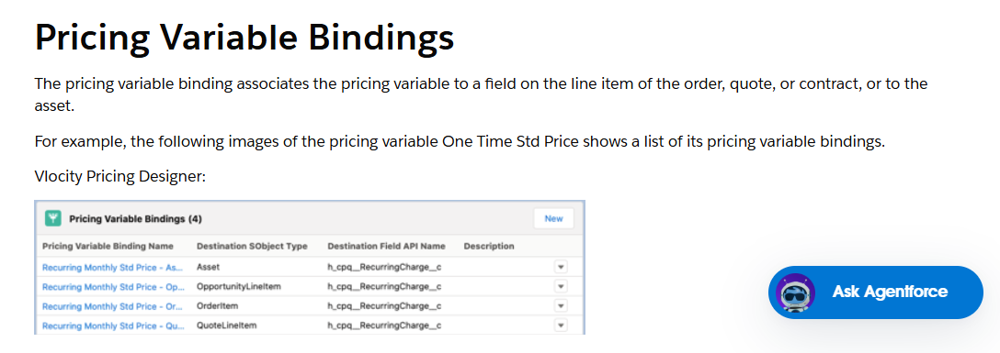 Pricing Variable Bindings
The pricing variable binding associates the pricing variable to a field on the line item of the order, quote, or contract, or to the
asset.
For example, the following images of the pricing variable One Time Std Price shows a list of its pricing variable bindings.
Vlocity Pricing Designer:
Pricing Variable Bindings (4) New
Pricing Variable Binding Name Destination SObject Type Destination Field API Name Description
Recurring Monthly Std Price - As... Asset h_cpq__RecurringCharge__c
Recurring Monthly Std Price - Op... OpportunityLineItem h_cpq__RecurringCharge__c
Recurring Monthly Std Price - Or... OrderItem h_cpq__RecurringCharge__c
Recurring Monthly Std Price - Qu... QuoteLineItem h_cpq__RecurringCharge__c
Ask Agentforce